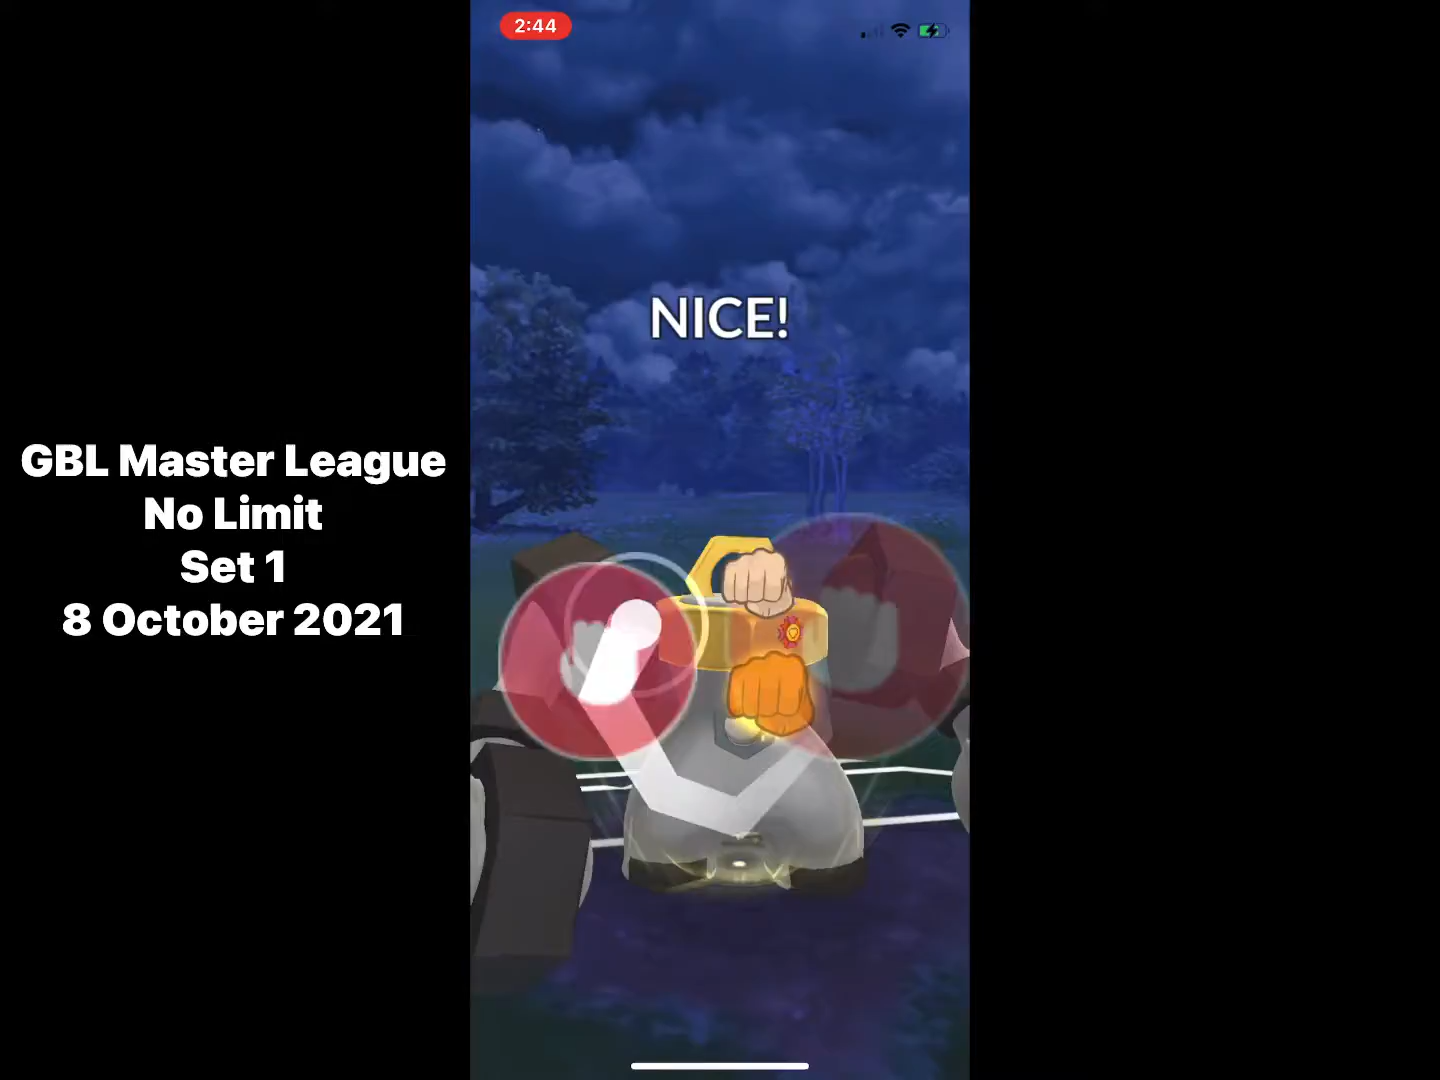 2:44
NICE!
GBL Master League
No Limit
Set 1
8 October 2021